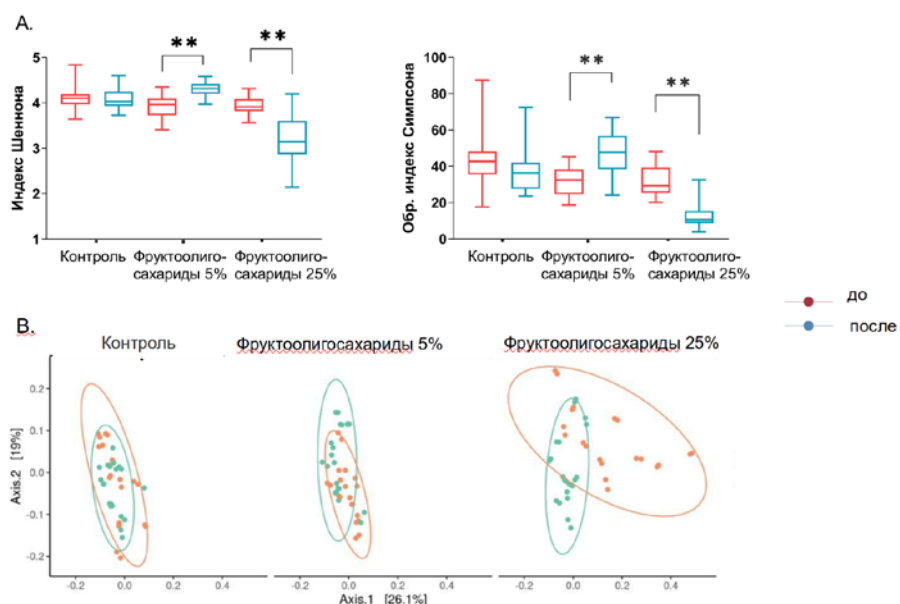 A.
**
**
5
4
3
2
1
Индекс Шеннона
Контроль
Фруктоолиго-
сахариды 5%
Фруктоолиго-
сахариды 25%
**
**
100
80
60
40
20
0
Обр. индекс Симпсона
Контроль
Фруктоолиго-
сахариды 5%
Фруктоолиго-
сахариды 25%
до
после
B.
Контроль
Фруктоолигосахариды 5%
Фруктоолигосахариды 25%
0.2
0.1
0.0
-0.1
-0.2
Axis.2 [19%]
-0.2 0.0 0.2 0.4
-0.2 0.0 0.2 0.4
-0.2 0.0 0.2 0.4
Axis.1 [26.1%]